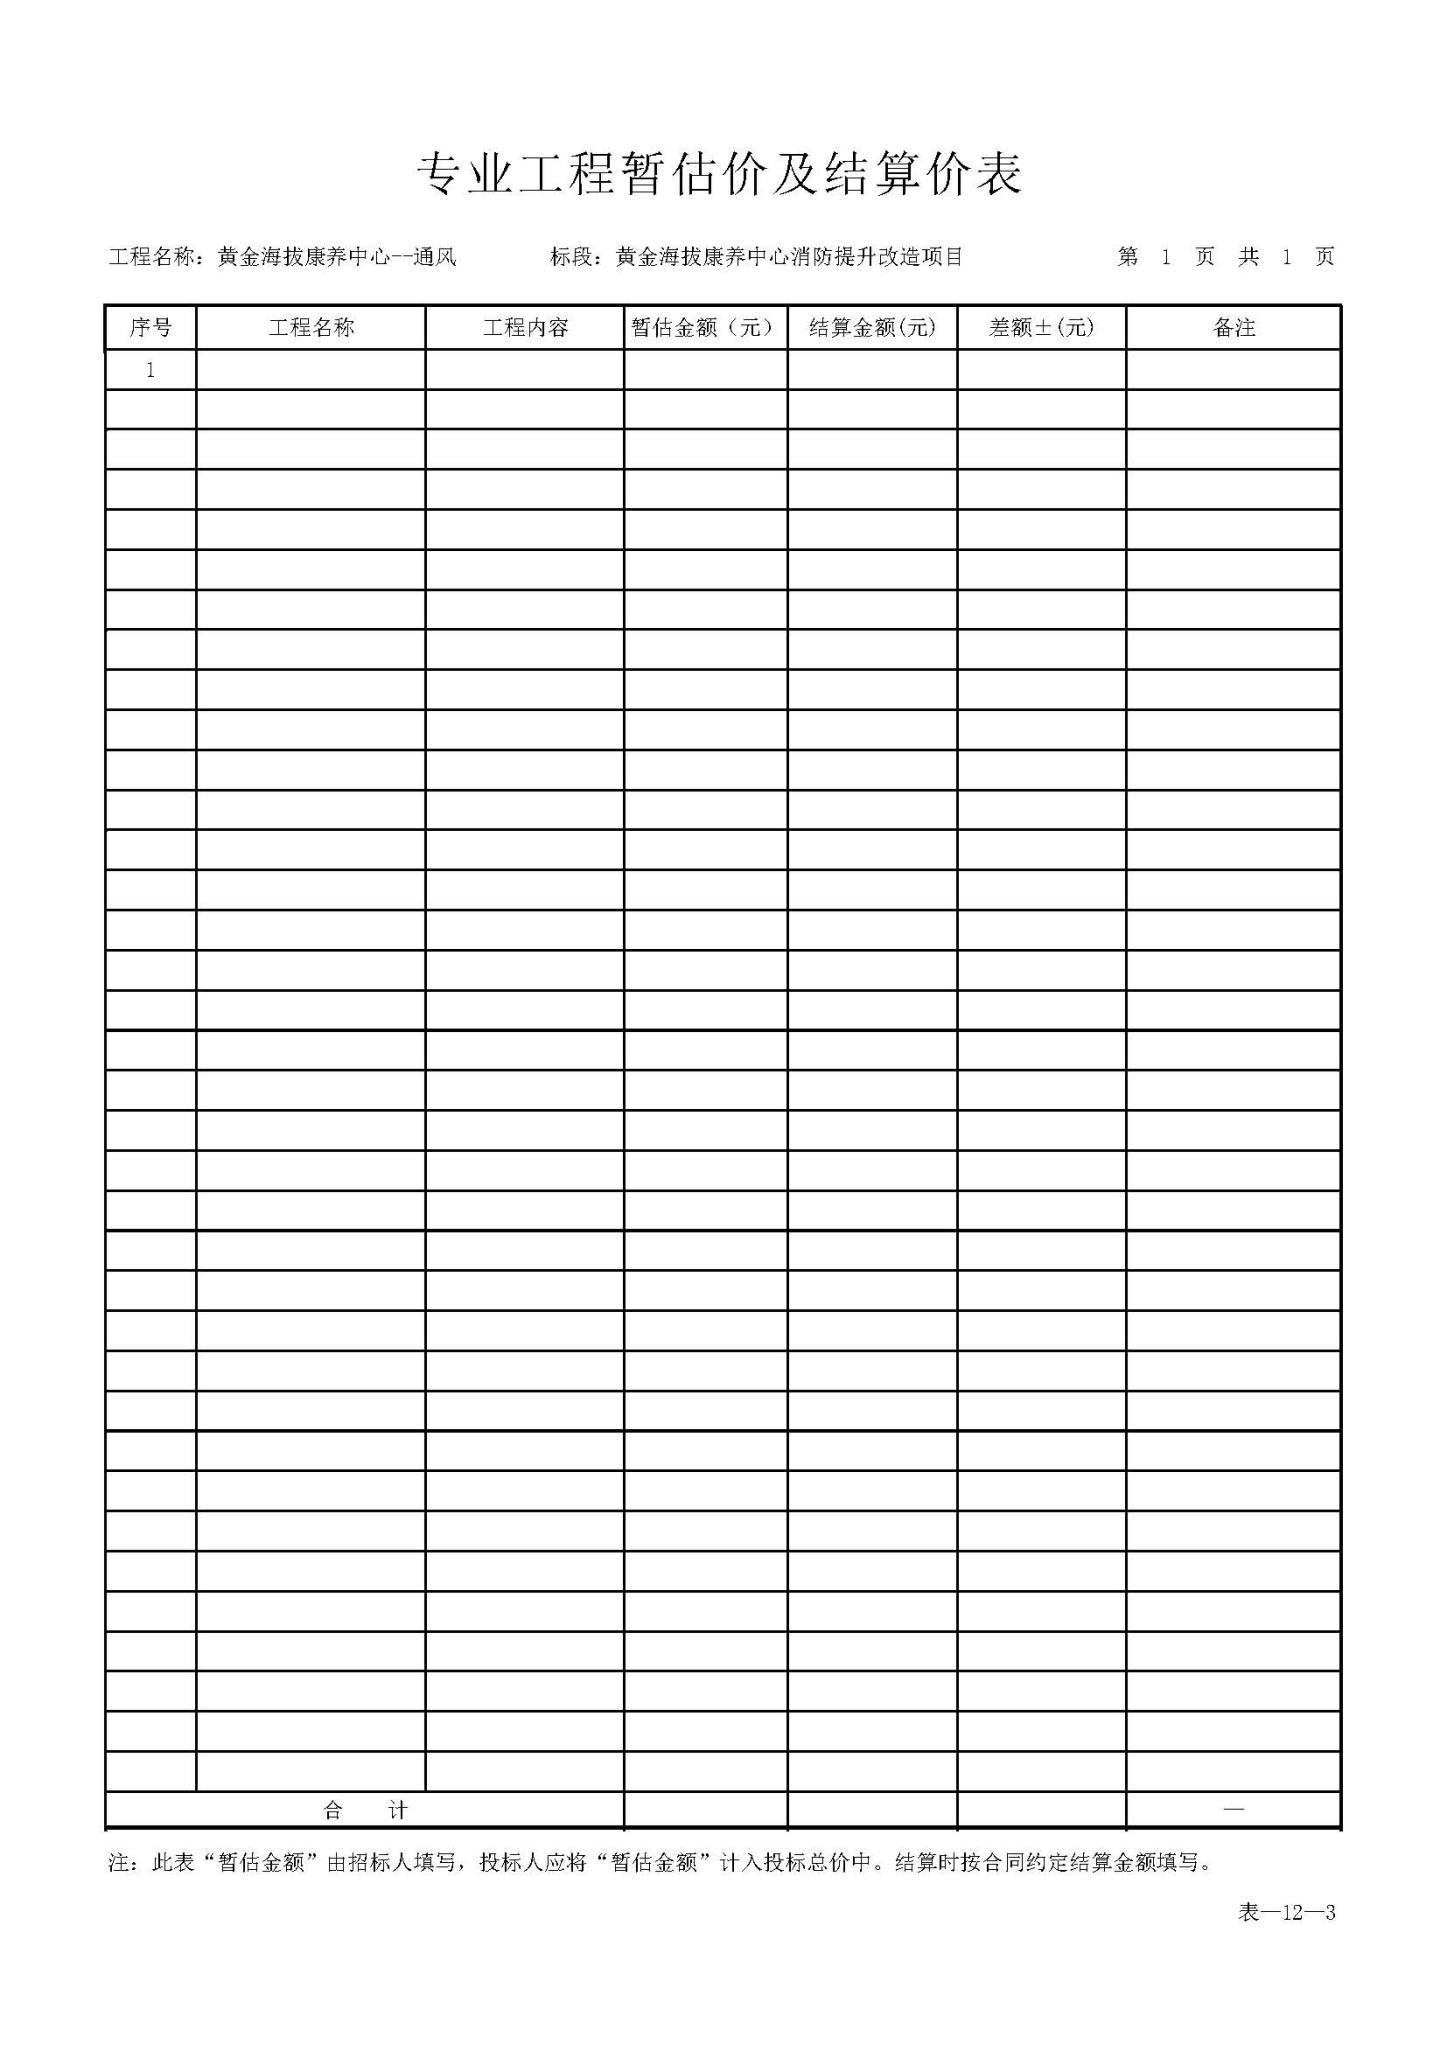 专业工程暂估价及结算价表
工程名称：黄金海拔康养中心--通风 标段：黄金海拔康养中心消防提升改造项目 第 1 页 共 1 页
序号 工程名称 工程内容 暂估金额（元） 结算金额(元) 差额±(元) 备注
1
合 计 —
注：此表“暂估金额”由招标人填写，投标人应将“暂估金额”计入投标总价中。结算时按合同约定结算金额填写。
表—12—3